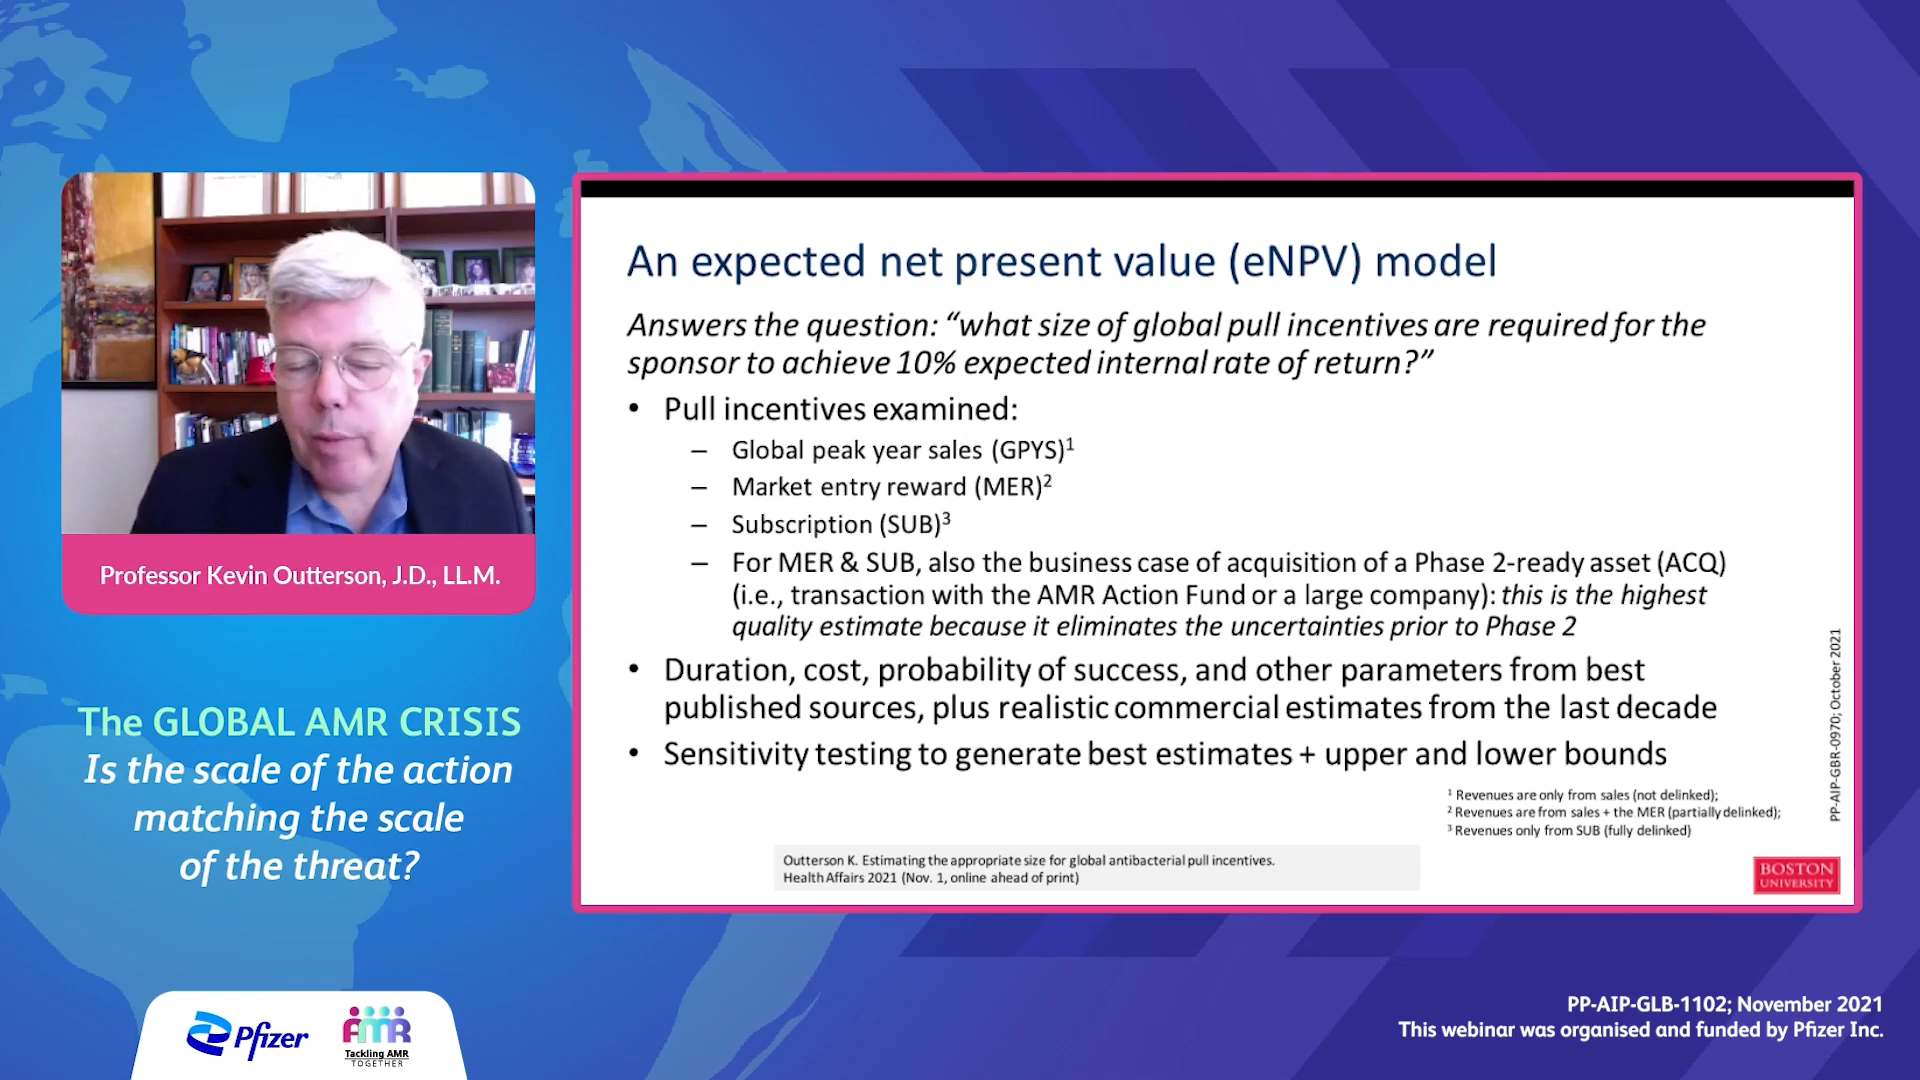 An expected net present value (eNPV) model
Answers the question: “what size of global pull incentives are required for the
sponsor to achieve 10% expected internal rate of return?”
• Pull incentives examined:
– Global peak year sales (GPYS)1
– Market entry reward (MER)2
– Subscription (SUB)3
– For MER & SUB, also the business case of acquisition of a Phase 2-ready asset (ACQ)
(i.e., transaction with the AMR Action Fund or a large company): this is the highest
quality estimate because it eliminates the uncertainties prior to Phase 2
• Duration, cost, probability of success, and other parameters from best
published sources, plus realistic commercial estimates from the last decade
• Sensitivity testing to generate best estimates + upper and lower bounds
1 Revenues are only from sales (not delinked);
2 Revenues are from sales + the MER (partially delinked);
3 Revenues only from SUB (fully delinked)
Outterson K. Estimating the appropriate size for global antibacterial pull incentives.
Health Affairs 2021 (Nov. 1, online ahead of print)
BOSTON
UNIVERSITY
PP-AIP-GBR-0970; October 2021
Professor Kevin Outterson, J.D., LL.M.
The GLOBAL AMR CRISIS
Is the scale of the action
matching the scale
of the threat?
Pfizer
AMR
Tackling AMR
TOGETHER
PP-AIP-GLB-1102; November 2021
This webinar was organised and funded by Pfizer Inc.